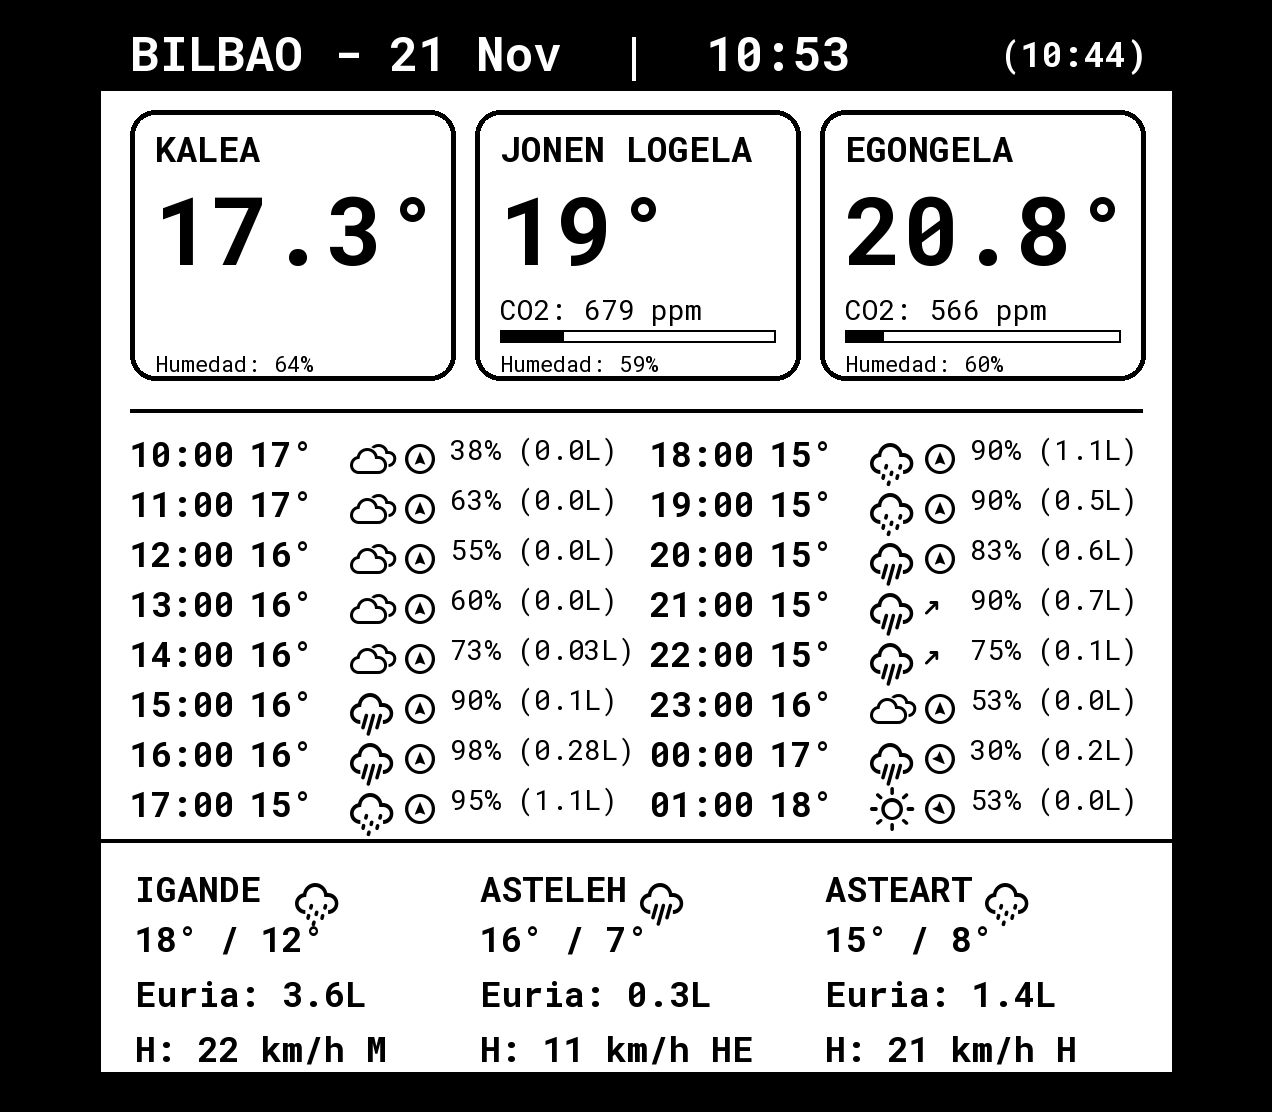 BILBAO - 21 Nov | 10:53 (10:44)
KALEA
17.3°
Humedad: 64%
JONEN LOGELA
19°
CO2: 679 ppm
Humedad: 59%
EGONGELA
20.8°
CO2: 566 ppm
Humedad: 60%
10:00 17° 38% (0.0L)
11:00 17° 63% (0.0L)
12:00 16° 55% (0.0L)
13:00 16° 60% (0.0L)
14:00 16° 73% (0.03L)
15:00 16° 90% (0.1L)
16:00 16° 98% (0.28L)
17:00 15° 95% (1.1L)
18:00 15° 90% (1.1L)
19:00 15° 90% (0.5L)
20:00 15° 83% (0.6L)
21:00 15° 90% (0.7L)
22:00 15° 75% (0.1L)
23:00 16° 53% (0.0L)
00:00 17° 30% (0.2L)
01:00 18° 53% (0.0L)
IGANDE
18° / 12°
Euria: 3.6L
H: 22 km/h M
ASTELEH
16° / 7°
Euria: 0.3L
H: 11 km/h HE
ASTEART
15° / 8°
Euria: 1.4L
H: 21 km/h H